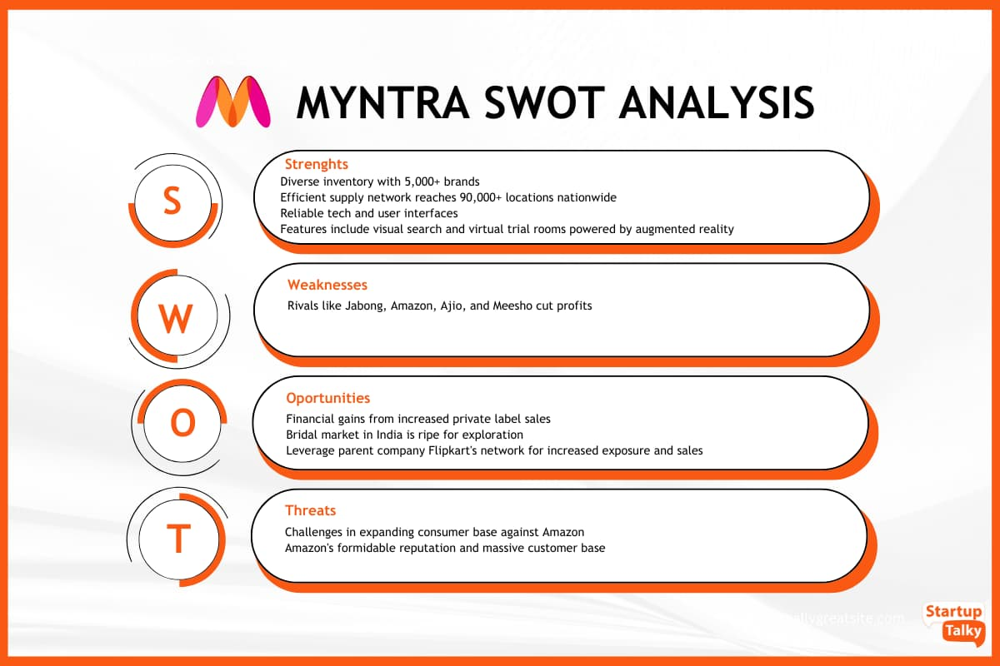 MYNTRA SWOT ANALYSIS
S
Strenghts
Diverse inventory with 5,000+ brands
Efficient supply network reaches 90,000+ locations nationwide
Reliable tech and user interfaces
Features include visual search and virtual trial rooms powered by augmented reality
W
Weaknesses
Rivals like Jabong, Amazon, Ajio, and Meesho cut profits
O
Oportunities
Financial gains from increased private label sales
Bridal market in India is ripe for exploration
Leverage parent company Flipkart's network for increased exposure and sales
T
Threats
Challenges in expanding consumer base against Amazon
Amazon's formidable reputation and massive customer base
Startup
Talky